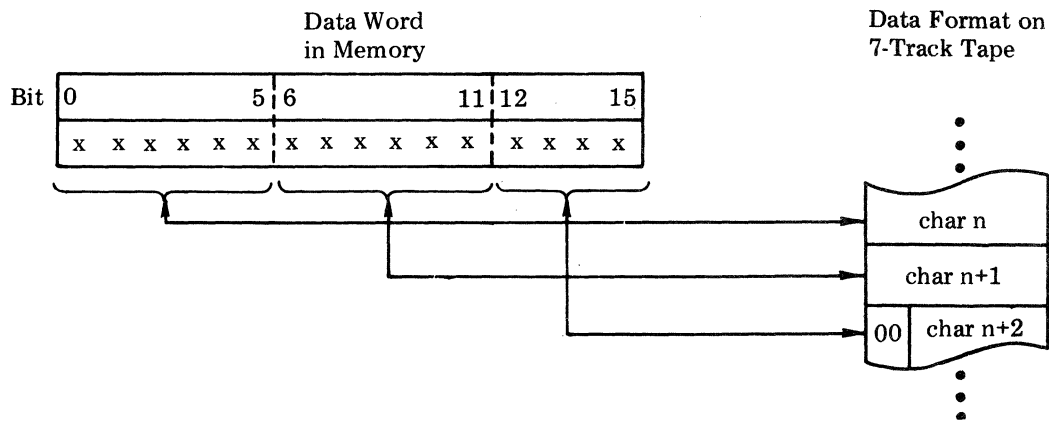 Data Word
in Memory
Data Format on
7-Track Tape
Bit 0 5 6 11 12 15
x x x x x x x x x x x x x x x x
char n
char n+1
00 char n+2